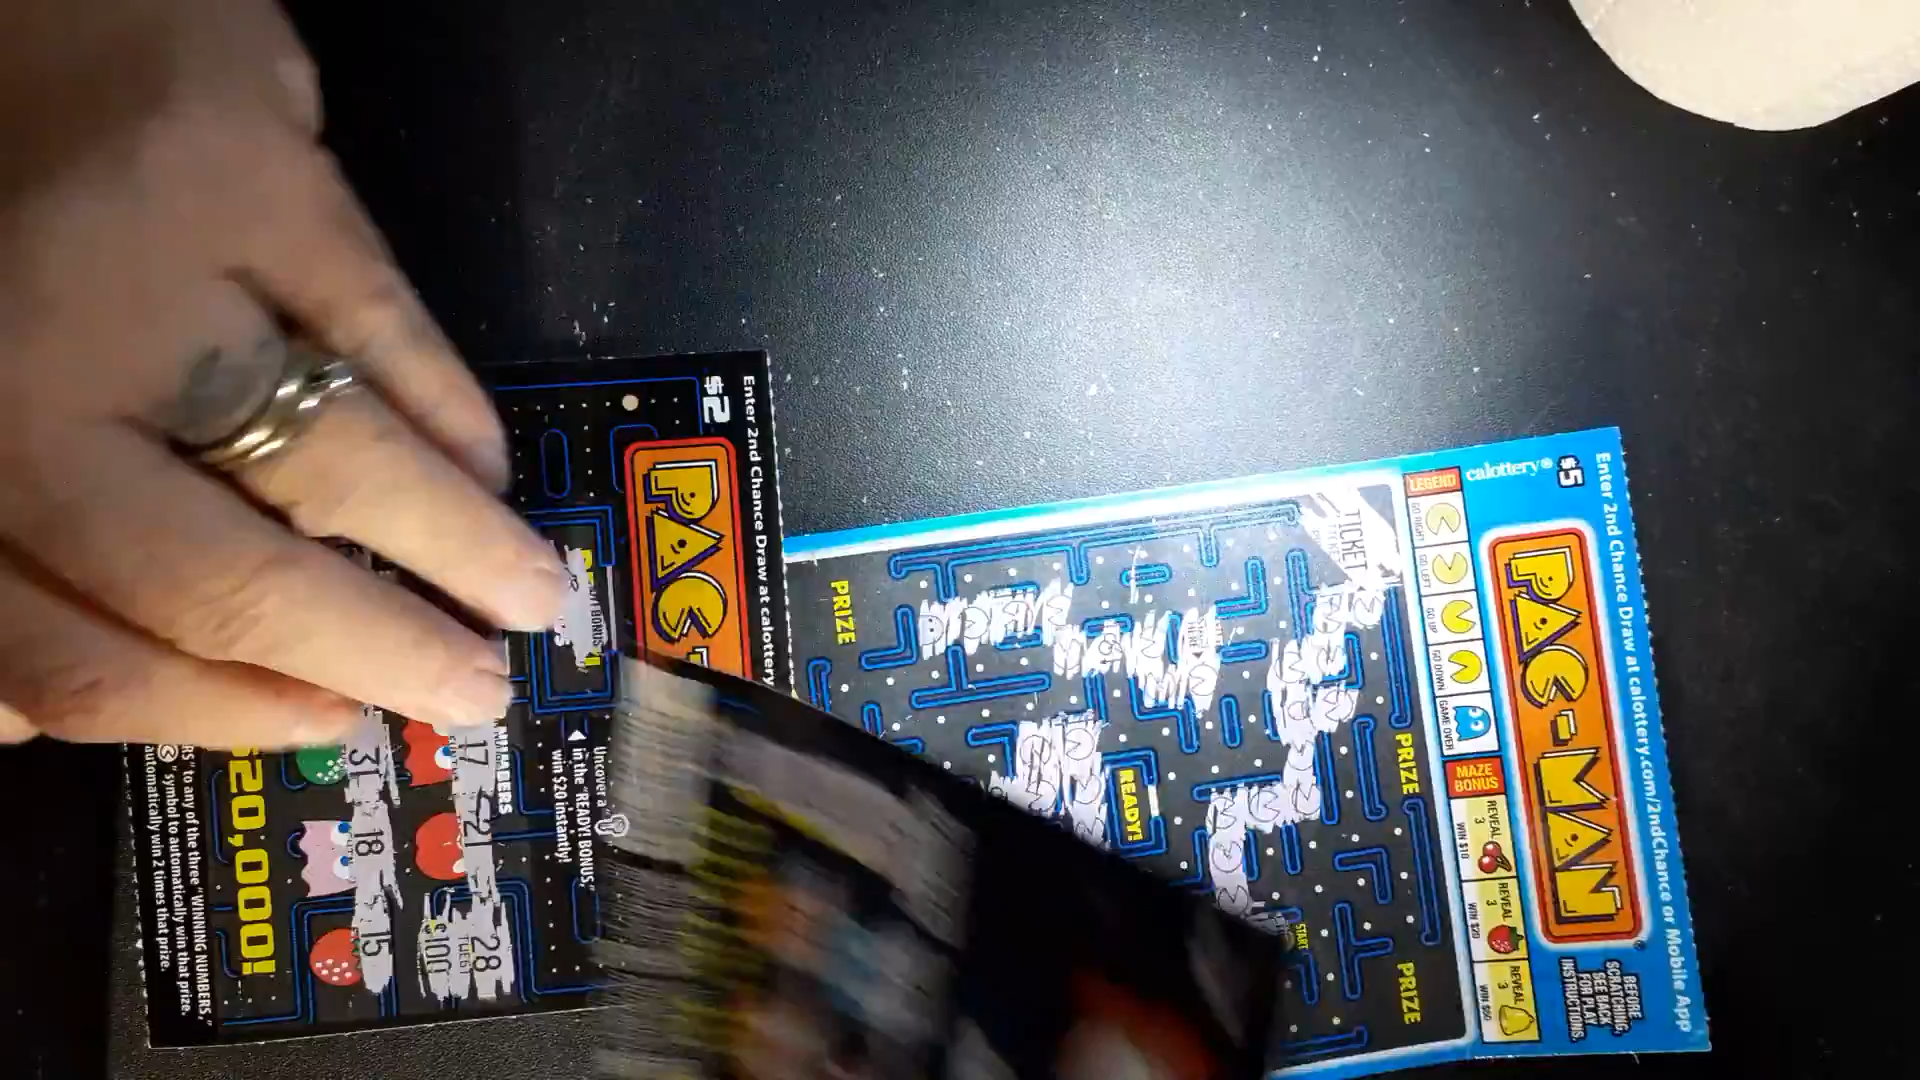 $2
Enter 2nd Chance Draw at calottery
PAC
BONUS
Uncover a
in the "READY! BONUS,"
win $20 instantly!
NUMBERS
17
21
28
$100
31
18
15
$20,000!
RS" to any of the three "WINNING NUMBERS,"
" symbol to automatically win that prize.
automatically win 2 times that prize.
Enter 2nd Chance Draw at calottery.com/2ndChance or Mobile App
$5
calottery®
PAC-MAN®
BEFORE
SCRATCHING,
SEE BACK
FOR PLAY
INSTRUCTIONS.
LEGEND
GO RIGHT
GO LEFT
GO UP
GO DOWN
GAME OVER
MAZE
BONUS
REVEAL
3
WIN $10
REVEAL
3
WIN $20
REVEAL
3
WIN $50
TICKET
PRIZE
PRIZE
PRIZE
READY!
START